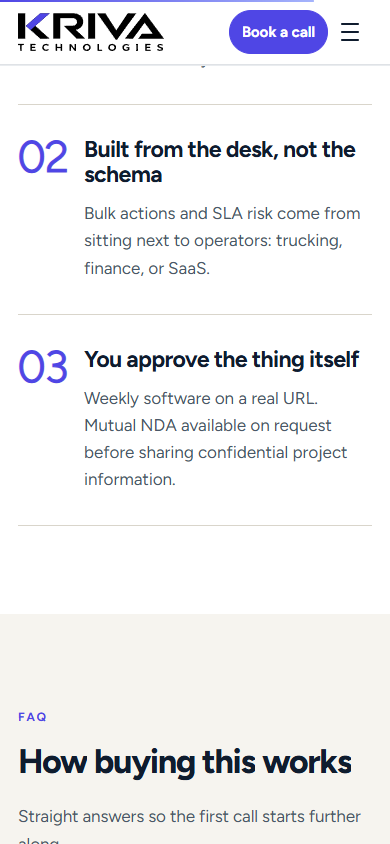 KRIVA
TECHNOLOGIES
Book a call
02
Built from the desk, not the
schema
Bulk actions and SLA risk come from
sitting next to operators: trucking,
finance, or SaaS.
03
You approve the thing itself
Weekly software on a real URL.
Mutual NDA available on request
before sharing confidential project
information.
FAQ
How buying this works
Straight answers so the first call starts further
along.